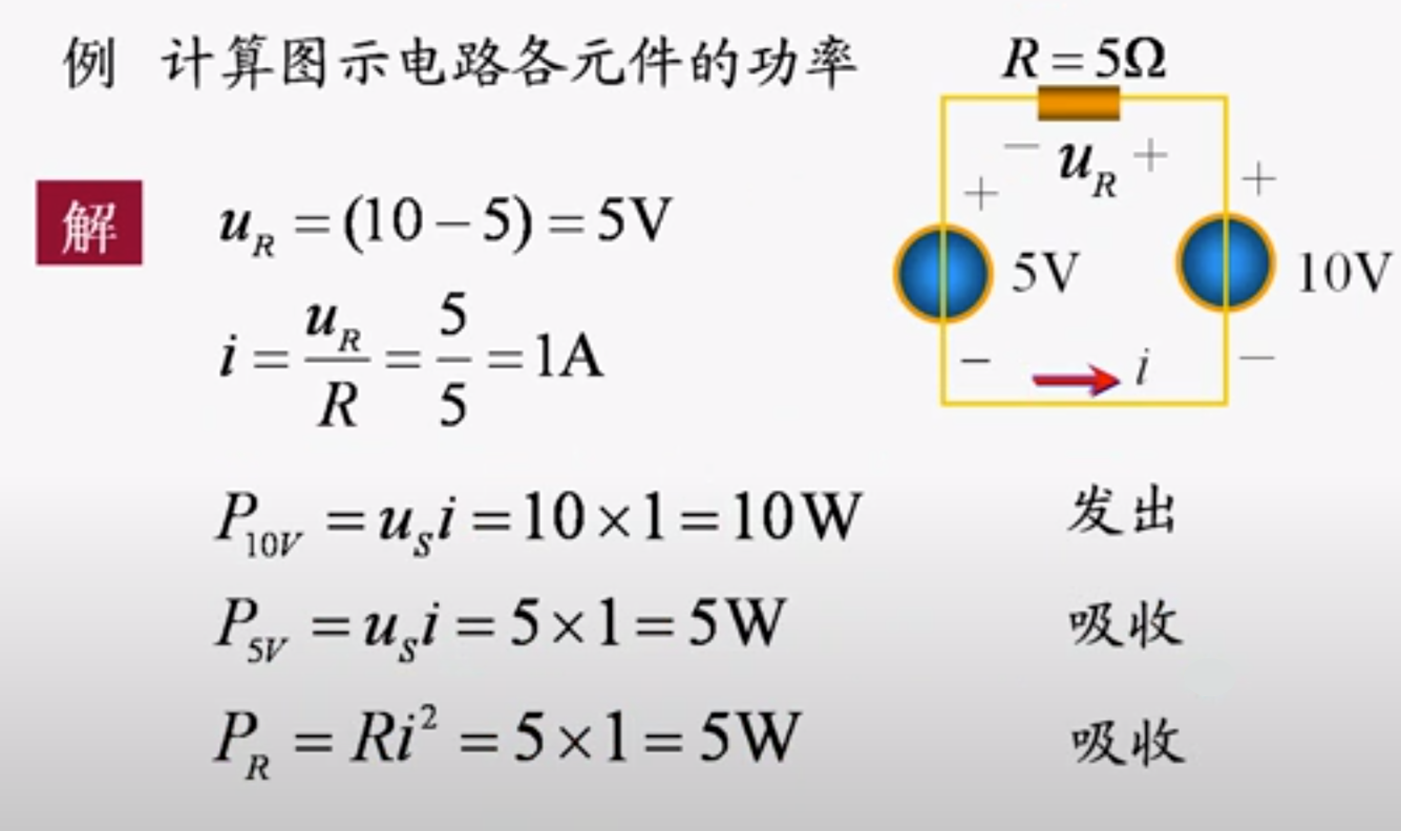 例 计算图示电路各元件的功率
R = 5Ω
− u_R +
+
+
5V
10V
−
i
−
解
u_R = (10 − 5) = 5V
i = u_R / R = 5 / 5 = 1A
P_10V = u_S i = 10 × 1 = 10W 发出
P_5V = u_S i = 5 × 1 = 5W 吸收
P_R = Ri² = 5 × 1 = 5W 吸收